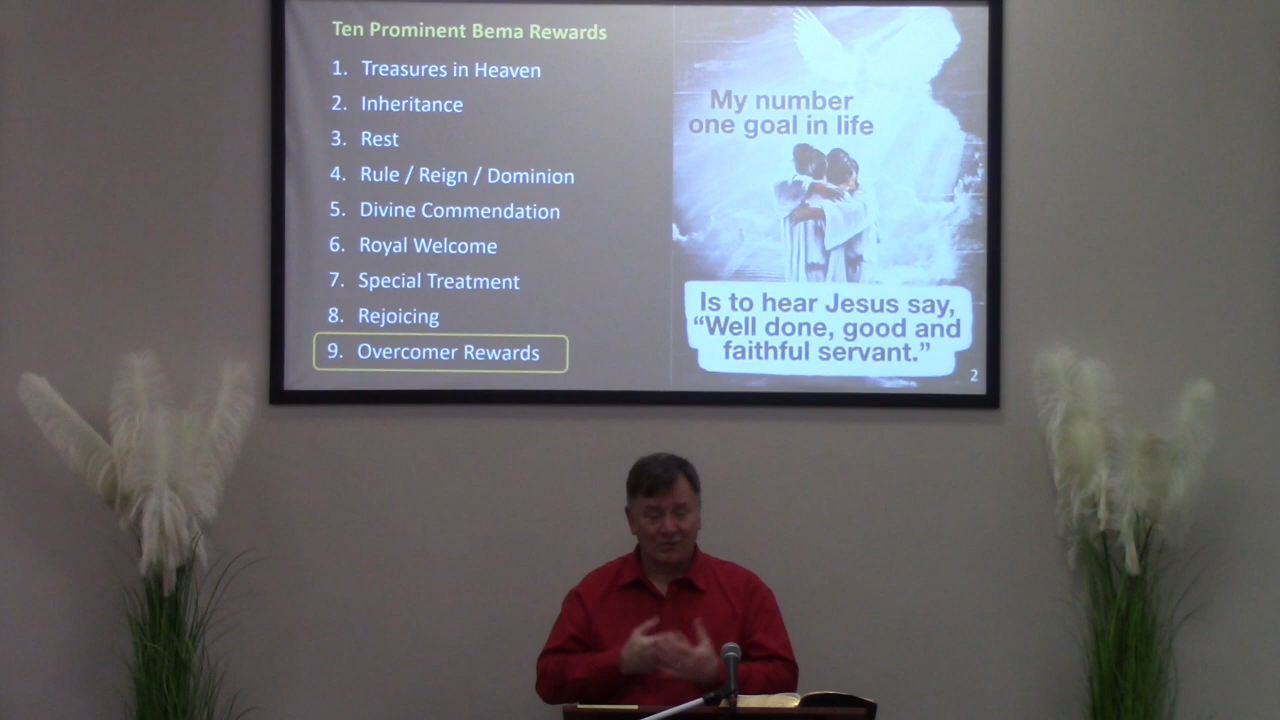 Ten Prominent Bema Rewards
1. Treasures in Heaven
2. Inheritance
3. Rest
4. Rule / Reign / Dominion
5. Divine Commendation
6. Royal Welcome
7. Special Treatment
8. Rejoicing
9. Overcomer Rewards
My number
one goal in life
Is to hear Jesus say,
“Well done, good and
faithful servant.”
2